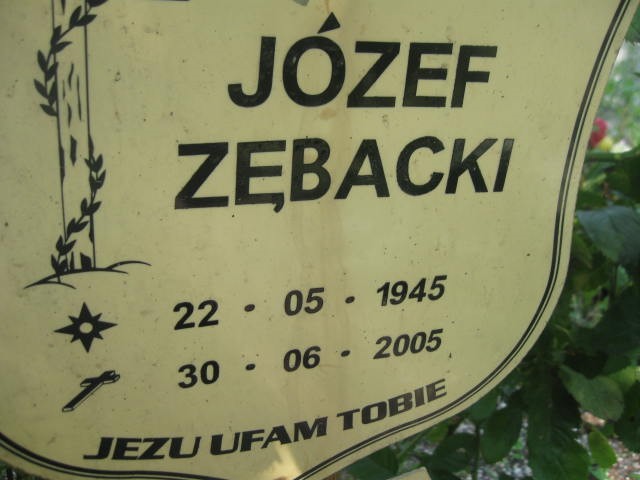 JÓZEF
ZĘBACKI
22 • 05 • 1945
30 • 06 • 2005
JEZU UFAM TOBIE